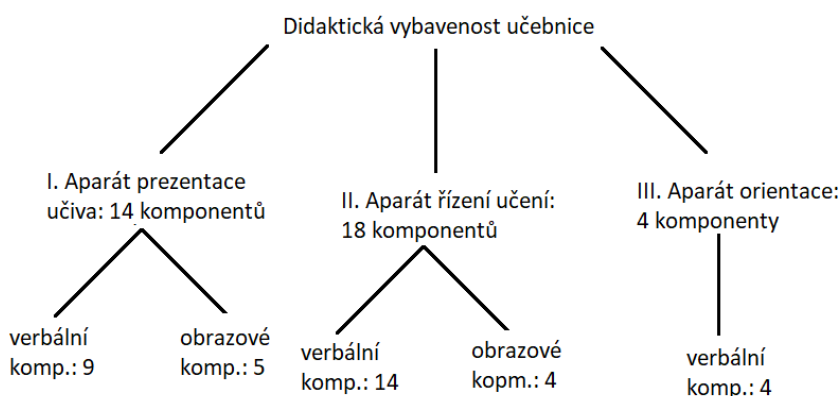 Didaktická vybavenost učebnice
I. Aparát prezentace
učiva: 14 komponentů
II. Aparát řízení učení:
18 komponentů
III. Aparát orientace:
4 komponenty
verbální
komp.: 9
obrazové
komp.: 5
verbální
komp.: 14
obrazové
kopm.: 4
verbální
komp.: 4